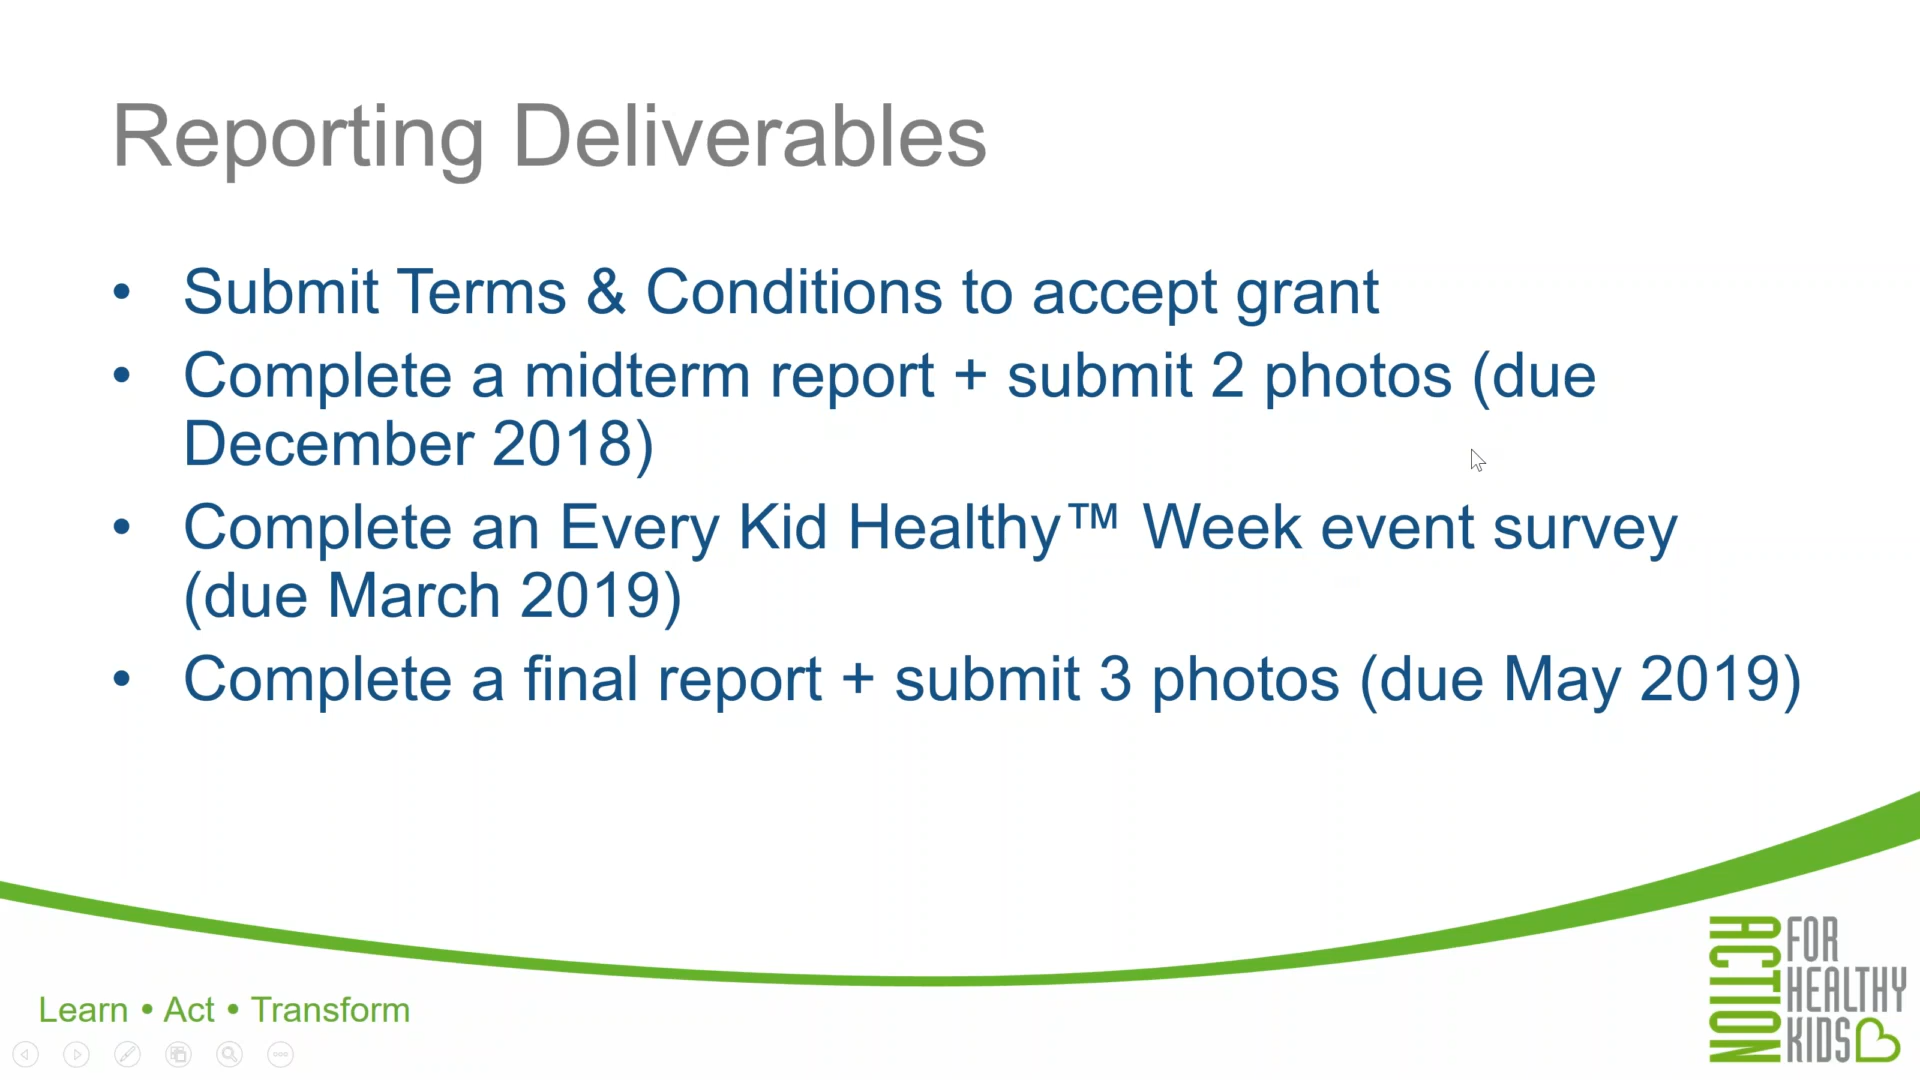 Reporting Deliverables
• Submit Terms & Conditions to accept grant
• Complete a midterm report + submit 2 photos (due
December 2018)
• Complete an Every Kid Healthy™ Week event survey
(due March 2019)
• Complete a final report + submit 3 photos (due May 2019)
Learn • Act • Transform
ACTION
FOR
HEALTHY
KIDS